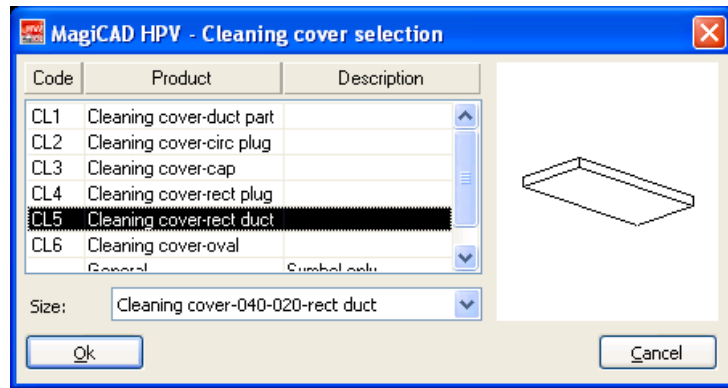 MagiCAD HPV - Cleaning cover selection
Code Product Description
CL1 Cleaning cover-duct part
CL2 Cleaning cover-circ plug
CL3 Cleaning cover-cap
CL4 Cleaning cover-rect plug
CL5 Cleaning cover-rect duct
CL6 Cleaning cover-oval
General Symbol only
Size: Cleaning cover-040-020-rect duct
Ok Cancel